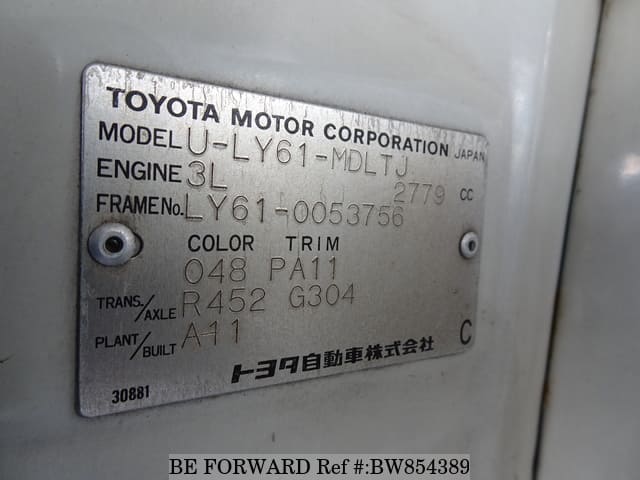 TOYOTA MOTOR CORPORATION JAPAN
MODEL U-LY61-MDLTJ
ENGINE 3L 2779 CC
FRAME No. LY61-0053756
COLOR TRIM
048 PA11
TRANS./AXLE R452 G304
PLANT/BUILT A11
トヨタ自動車株式会社 C
30881
BE FORWARD Ref #:BW854389